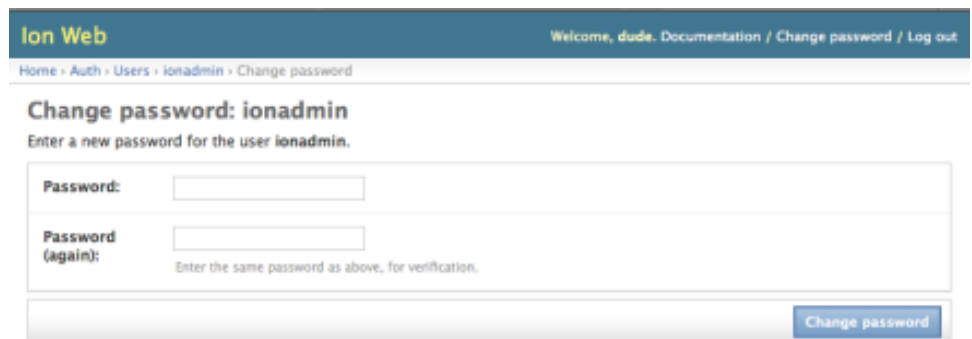 Ion Web
Welcome, dude. Documentation / Change password / Log out
Home › Auth › Users › ionadmin › Change password
Change password: ionadmin
Enter a new password for the user ionadmin.
Password:
Password
(again):
Enter the same password as above, for verification.
Change password